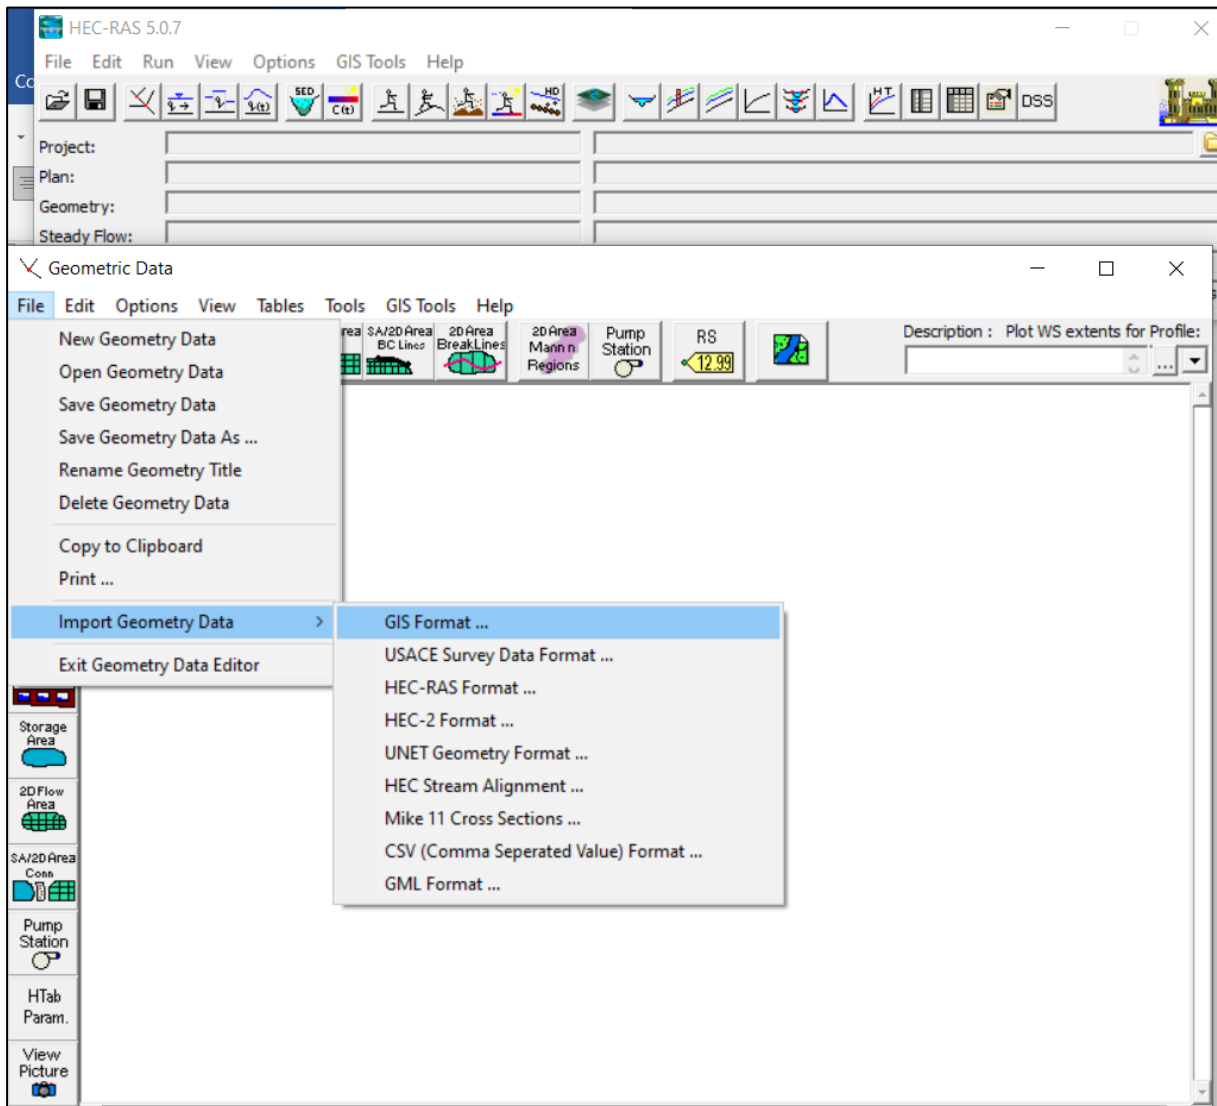 HEC-RAS 5.0.7
File Edit Run View Options GIS Tools Help
SED
C(t)
HD
HT
DSS
Project:
Plan:
Geometry:
Steady Flow:
Geometric Data
File Edit Options View Tables Tools GIS Tools Help
SA/2D Area
BC Lines
2D Area
BreakLines
2D Area
Mann n
Regions
Pump
Station
RS
12.99
Description : Plot WS extents for Profile:
...
New Geometry Data
Open Geometry Data
Save Geometry Data
Save Geometry Data As ...
Rename Geometry Title
Delete Geometry Data
Copy to Clipboard
Print ...
Import Geometry Data
Exit Geometry Data Editor
GIS Format ...
USACE Survey Data Format ...
HEC-RAS Format ...
HEC-2 Format ...
UNET Geometry Format ...
HEC Stream Alignment ...
Mike 11 Cross Sections ...
CSV (Comma Seperated Value) Format ...
GML Format ...
Storage
Area
2D Flow
Area
SA/2D Area
Conn
Pump
Station
HTab
Param.
View
Picture